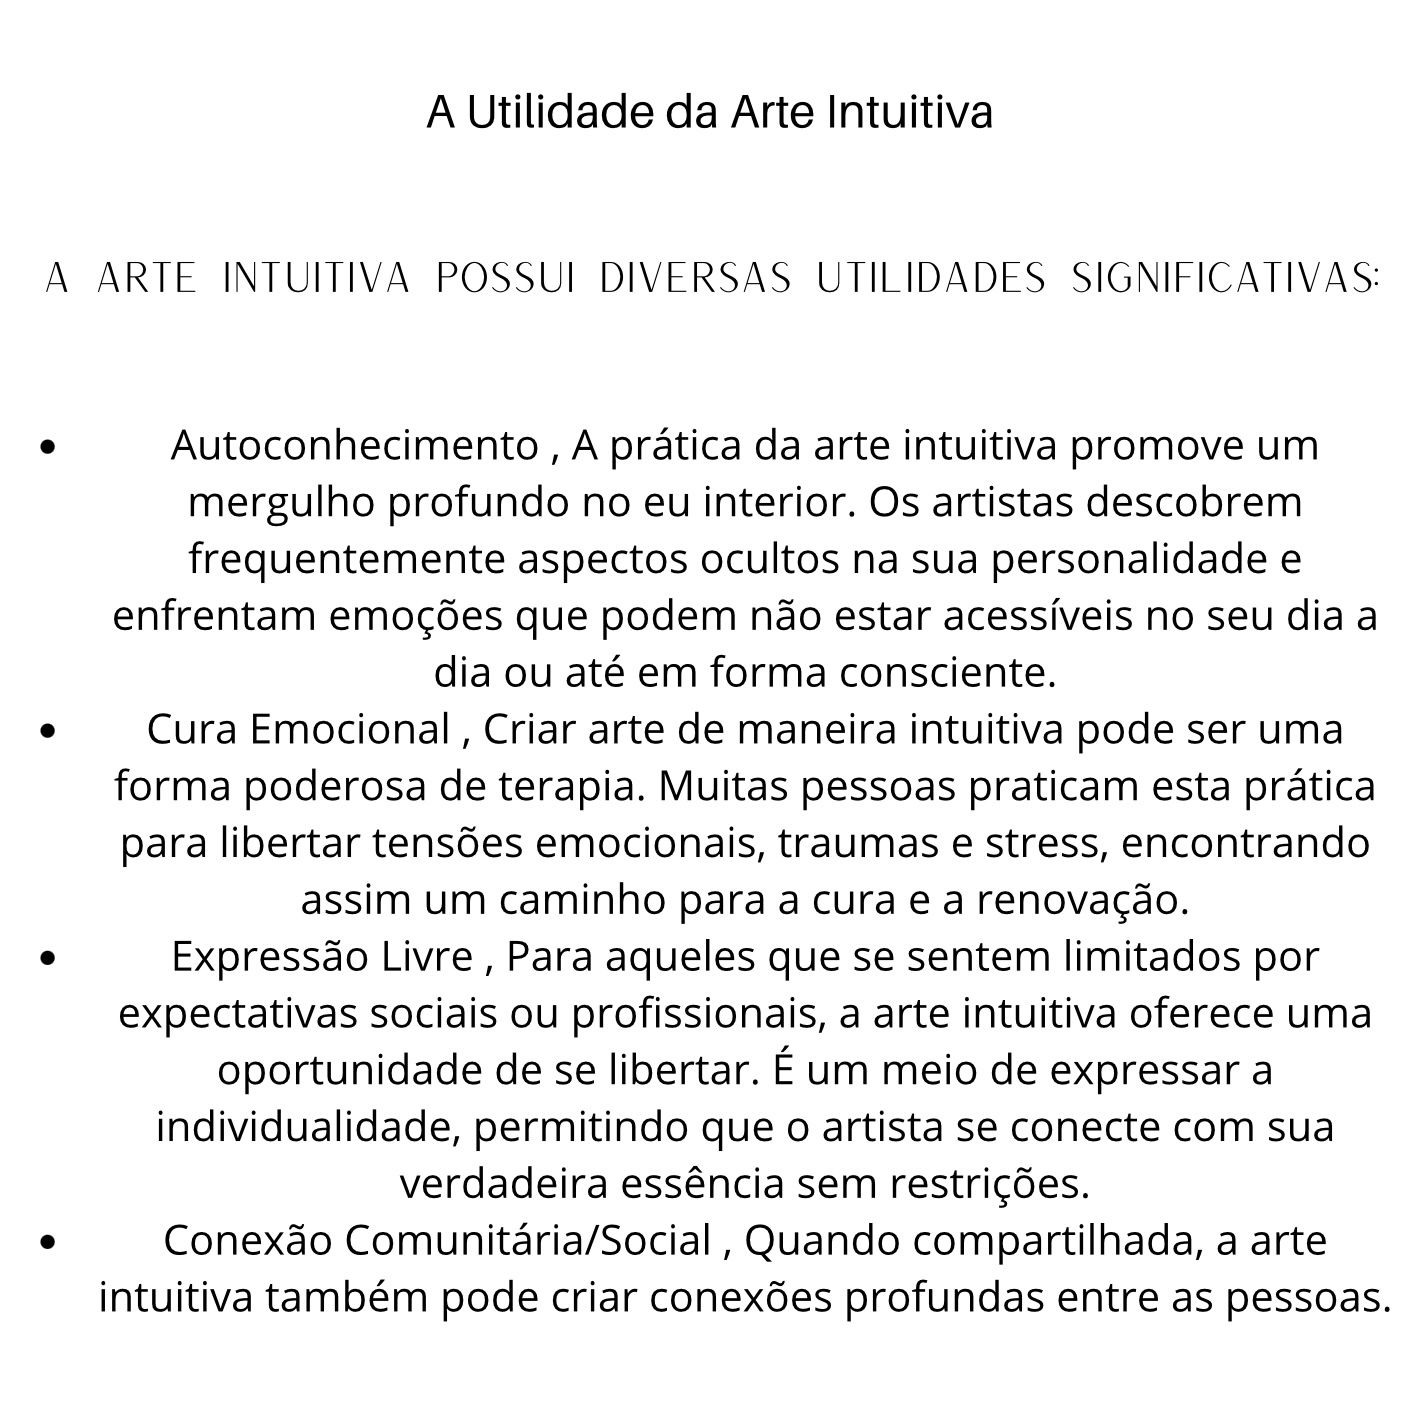 A Utilidade da Arte Intuitiva
A ARTE INTUITIVA POSSUI DIVERSAS UTILIDADES SIGNIFICATIVAS:
• Autoconhecimento , A prática da arte intuitiva promove um
mergulho profundo no eu interior. Os artistas descobrem
frequentemente aspectos ocultos na sua personalidade e
enfrentam emoções que podem não estar acessíveis no seu dia a
dia ou até em forma consciente.
• Cura Emocional , Criar arte de maneira intuitiva pode ser uma
forma poderosa de terapia. Muitas pessoas praticam esta prática
para libertar tensões emocionais, traumas e stress, encontrando
assim um caminho para a cura e a renovação.
• Expressão Livre , Para aqueles que se sentem limitados por
expectativas sociais ou profissionais, a arte intuitiva oferece uma
oportunidade de se libertar. É um meio de expressar a
individualidade, permitindo que o artista se conecte com sua
verdadeira essência sem restrições.
• Conexão Comunitária/Social , Quando compartilhada, a arte
intuitiva também pode criar conexões profundas entre as pessoas.